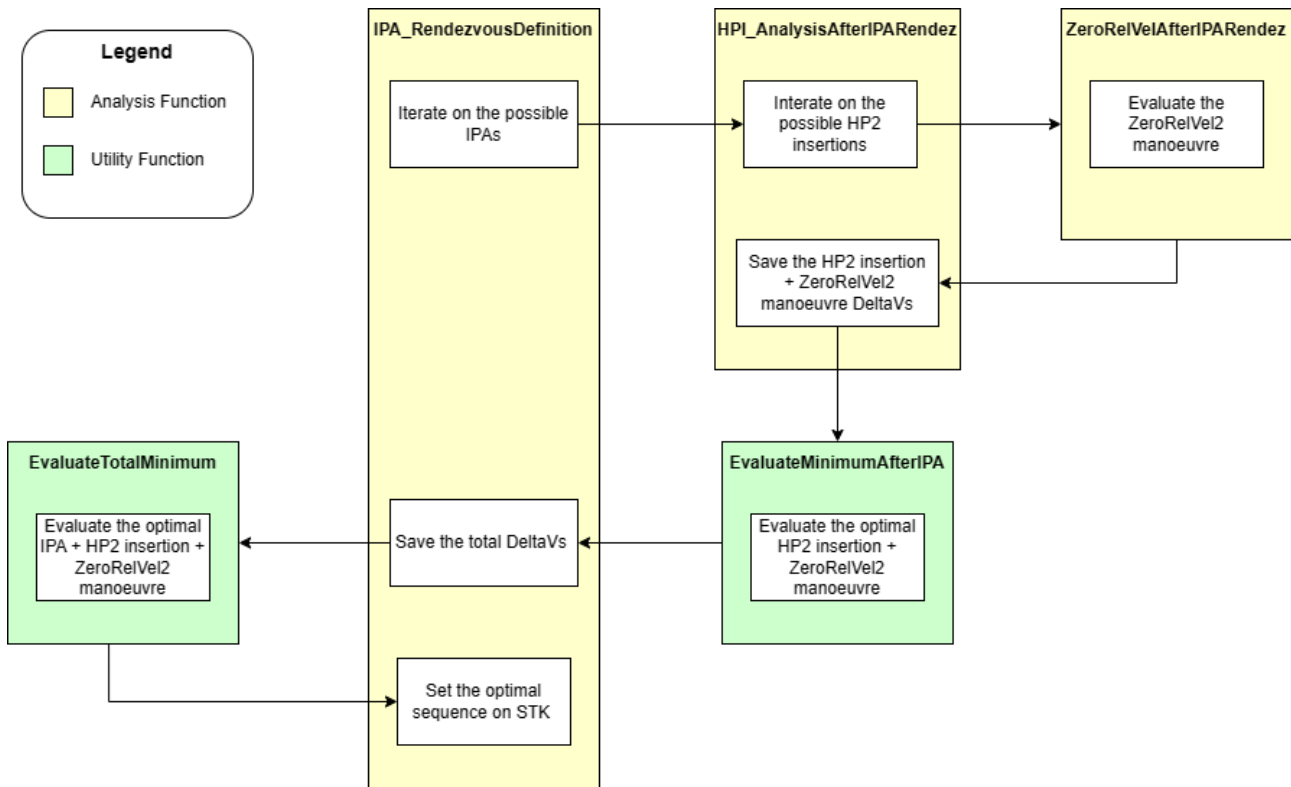 Legend
Analysis Function
Utility Function
IPA_RendezvousDefinition
Iterate on the possible
IPAs
HPI_AnalysisAfterIPARendez
Interate on the
possible HP2
insertions
ZeroRelVelAfterIPARendez
Evaluate the
ZeroRelVel2
manoeuvre
Save the HP2 insertion
+ ZeroRelVel2
manoeuvre DeltaVs
EvaluateMinimumAfterIPA
Evaluate the optimal
HP2 insertion +
ZeroRelVel2
manoeuvre
Save the total DeltaVs
EvaluateTotalMinimum
Evaluate the optimal
IPA + HP2 insertion +
ZeroRelVel2
manoeuvre
Set the optimal
sequence on STK